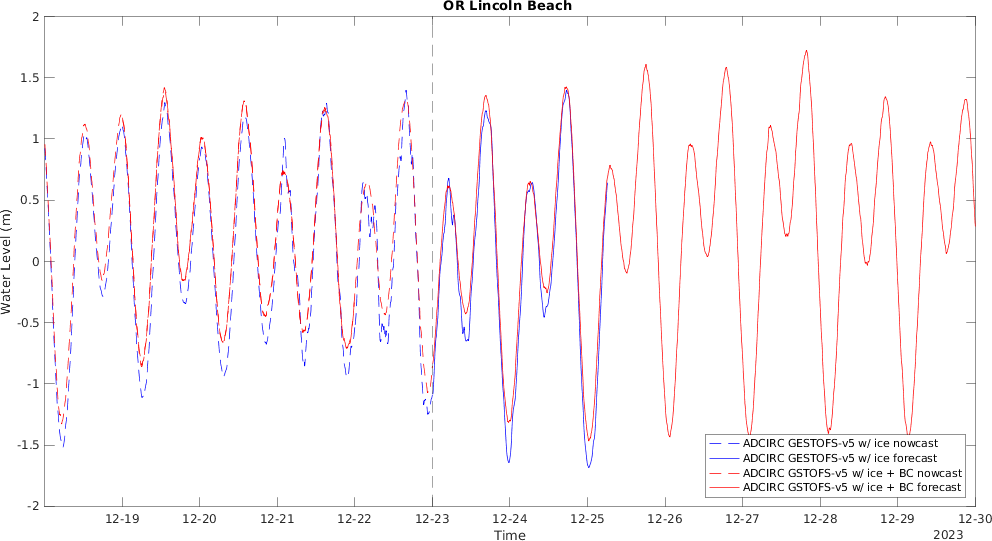 OR Lincoln Beach
2
1.5
1
0.5
0
-0.5
-1
-1.5
-2
Water Level (m)
12-19 12-20 12-21 12-22 12-23 12-24 12-25 12-26 12-27 12-28 12-29 12-30
Time
2023
ADCIRC GESTOFS-v5 w/ ice nowcast
ADCIRC GESTOFS-v5 w/ ice forecast
ADCIRC GSTOFS-v5 w/ ice + BC nowcast
ADCIRC GSTOFS-v5 w/ ice + BC forecast